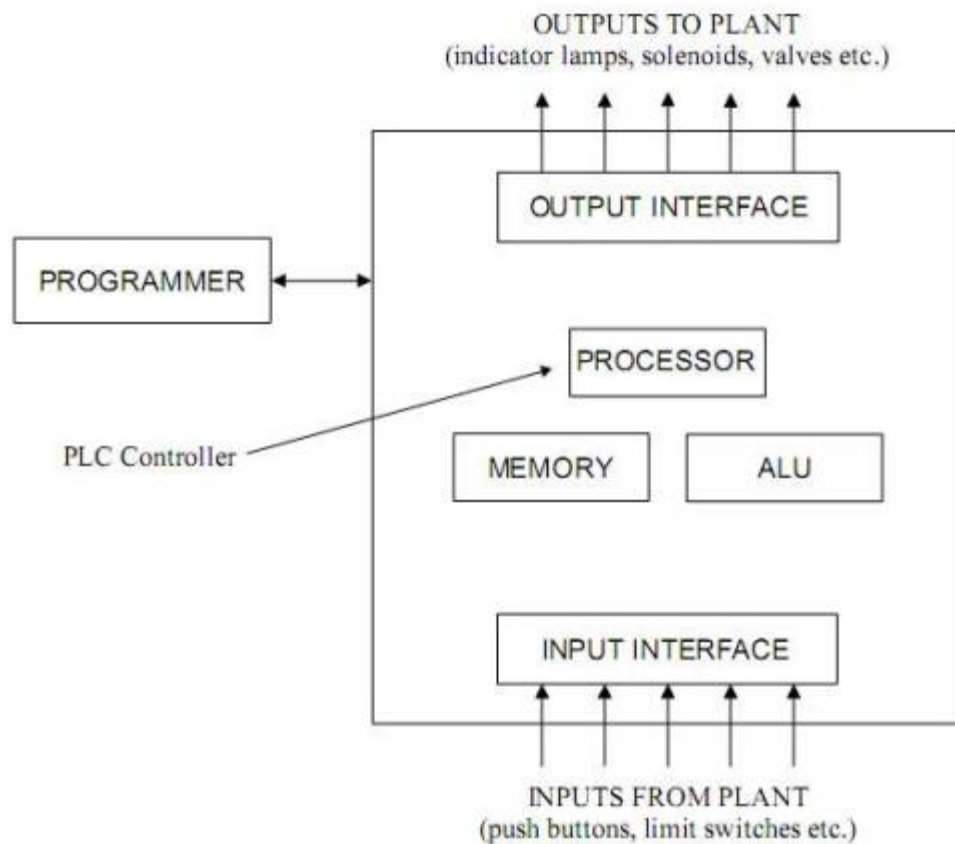 OUTPUTS TO PLANT
(indicator lamps, solenoids, valves etc.)
OUTPUT INTERFACE
PROGRAMMER
PROCESSOR
PLC Controller
MEMORY
ALU
INPUT INTERFACE
INPUTS FROM PLANT
(push buttons, limit switches etc.)